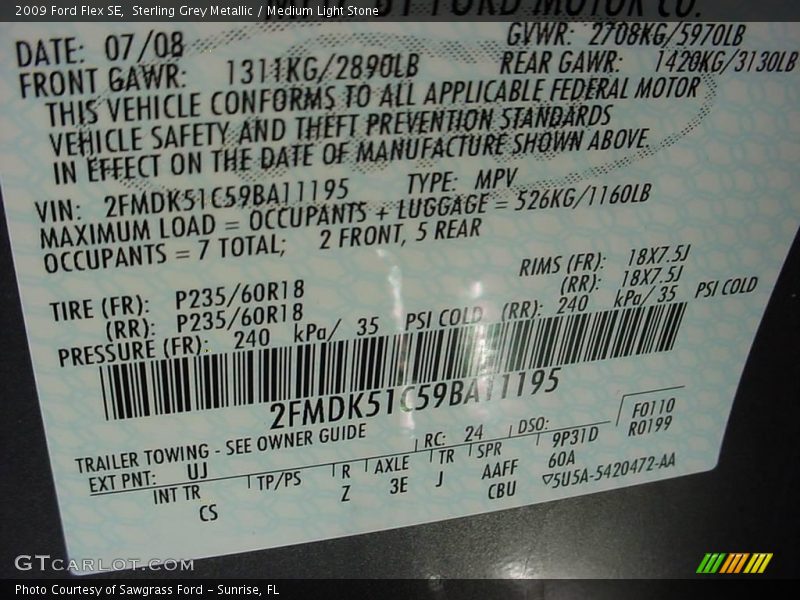 2009 Ford Flex SE, Sterling Grey Metallic / Medium Light Stone
FORD MOTOR CO.
DATE: 07/08 GVWR: 2708KG/5970LB
FRONT GAWR: 1311KG/2890LB REAR GAWR: 1420KG/3130LB
THIS VEHICLE CONFORMS TO ALL APPLICABLE FEDERAL MOTOR
VEHICLE SAFETY AND THEFT PREVENTION STANDARDS
IN EFFECT ON THE DATE OF MANUFACTURE SHOWN ABOVE.
VIN: 2FMDK51C59BA11195 TYPE: MPV
MAXIMUM LOAD = OCCUPANTS + LUGGAGE = 526KG/1160LB
OCCUPANTS = 7 TOTAL; 2 FRONT, 5 REAR
TIRE (FR): P235/60R18 RIMS (FR): 18X7.5J
(RR): P235/60R18 (RR): 18X7.5J
PRESSURE (FR): 240 kPa/ 35 PSI COLD (RR): 240 kPa/ 35 PSI COLD
2FMDK51C59BA11195
TRAILER TOWING - SEE OWNER GUIDE RC: 24 DSO: F0110
EXT PNT: UJ 9P31D R0199
INT TR TP/PS R AXLE TR SPR 60A
CS Z 3E J AAFF ▽5U5A-5420472-AA
CBU
GTCARLOT.COM
Photo Courtesy of Sawgrass Ford - Sunrise, FL